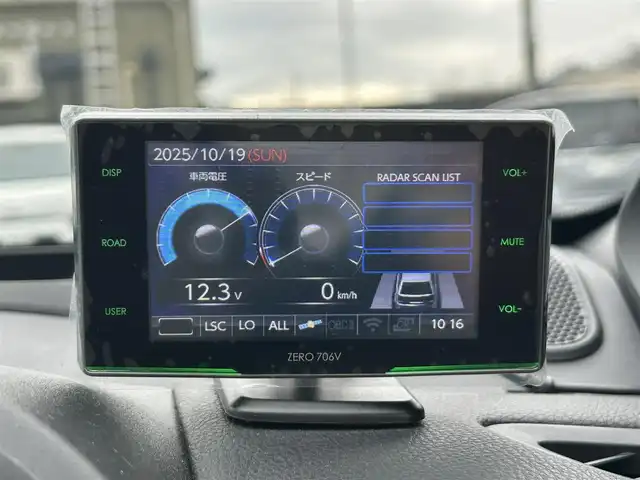 2025/10/19(SUN)
DISP
ROAD
USER
車両電圧
スピード
RADAR SCAN LIST
12.3 V
0 km/h
LSC LO ALL OBDⅡ 10 16
VOL+
MUTE
VOL-
ZERO 706V